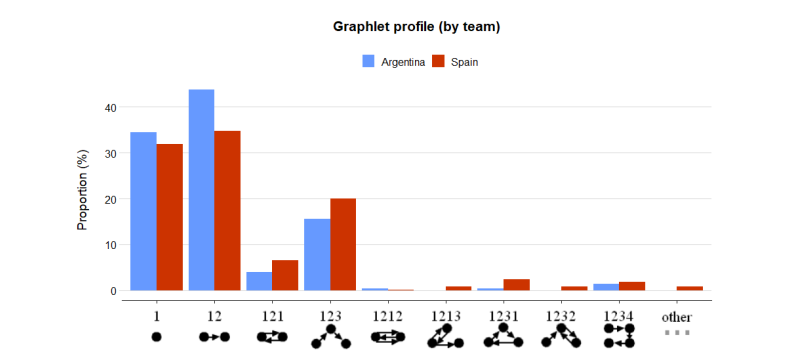 Graphlet profile (by team)
Argentina Spain
Proportion (%)
40
30
20
10
0
1 12 121 123 1212 1213 1231 1232 1234 other